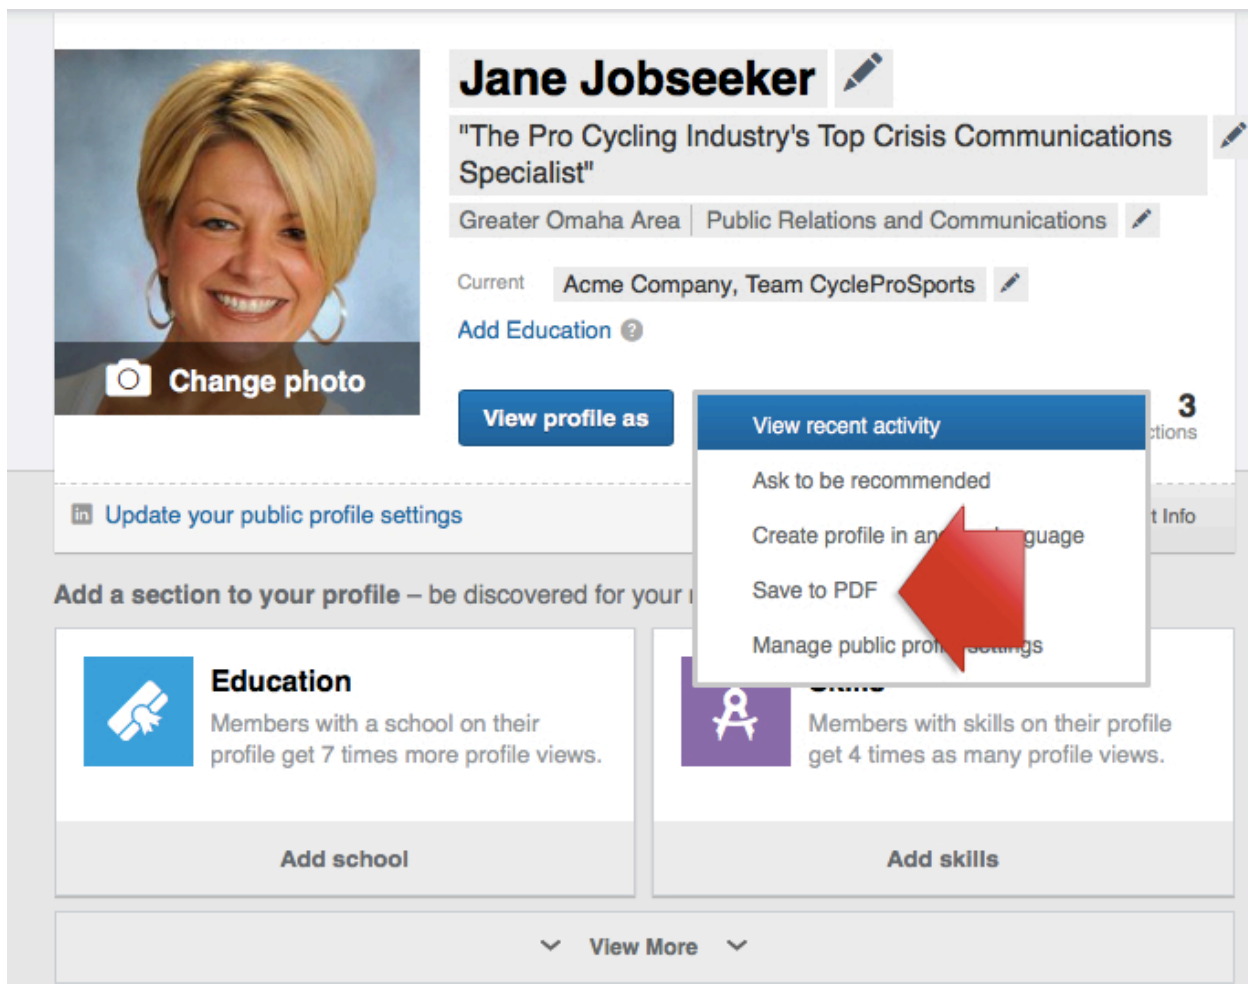 Jane Jobseeker
"The Pro Cycling Industry's Top Crisis Communications
Specialist"
Greater Omaha Area | Public Relations and Communications
Current Acme Company, Team CycleProSports
Add Education ?
Change photo
View profile as
3
View recent activity
Ask to be recommended
Create profile in
Save to PDF
Manage public
in Update your public profile settings
Info
Add a section to your profile – be discovered for your
Education
Members with a school on their
profile get 7 times more profile views.
Add school
Skills
Members with skills on their profile
get 4 times as many profile views.
Add skills
View More